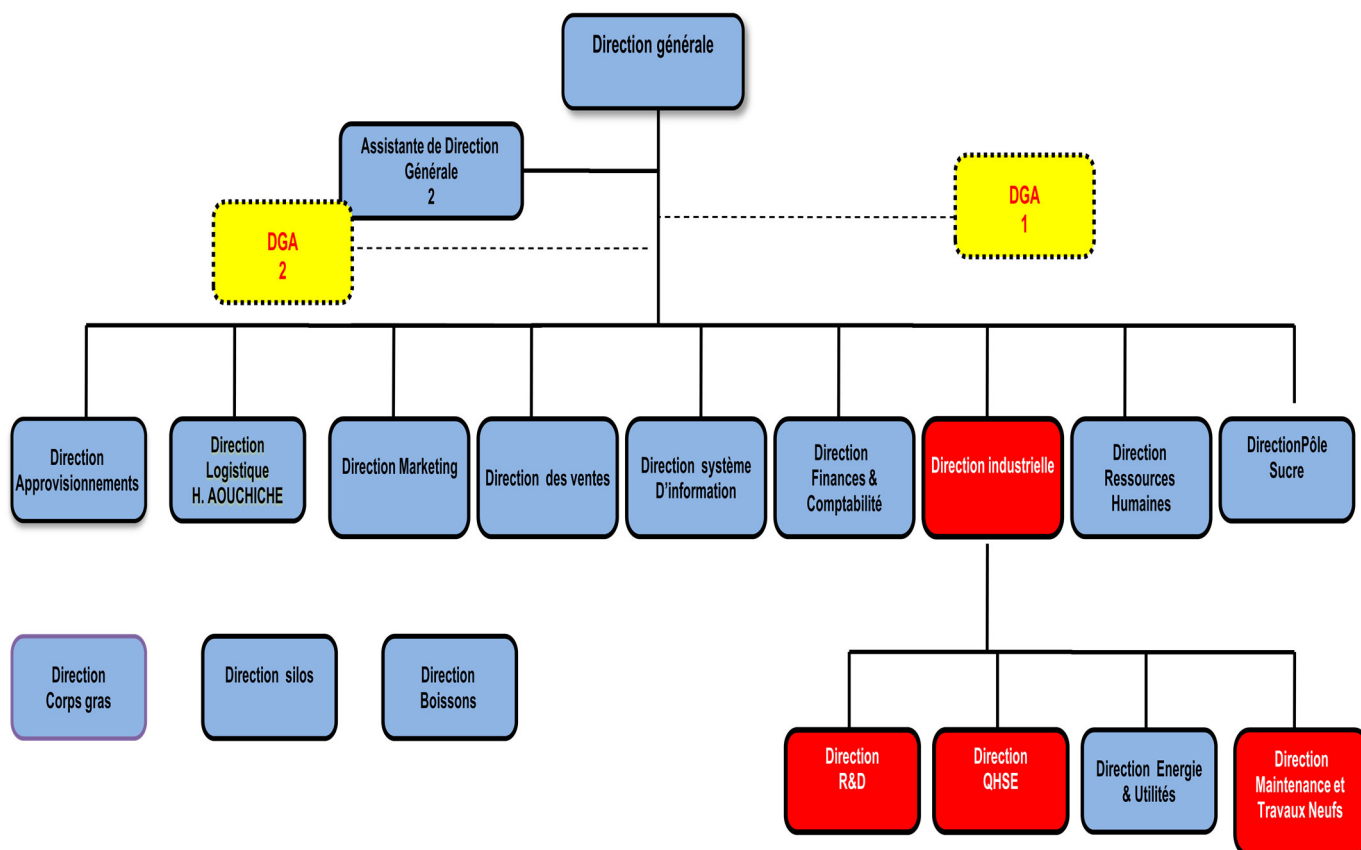 Direction générale
Assistante de Direction
Générale
2
DGA
1
DGA
2
Direction
Approvisionnements
Direction
Logistique
H. AOUCHICHE
Direction Marketing
Direction des ventes
Direction système
D'information
Direction
Finances &
Comptabilité
Direction industrielle
Direction
Ressources
Humaines
DirectionPôle
Sucre
Direction
Corps gras
Direction silos
Direction
Boissons
Direction
R&D
Direction
QHSE
Direction Energie
& Utilités
Direction
Maintenance et
Travaux Neufs